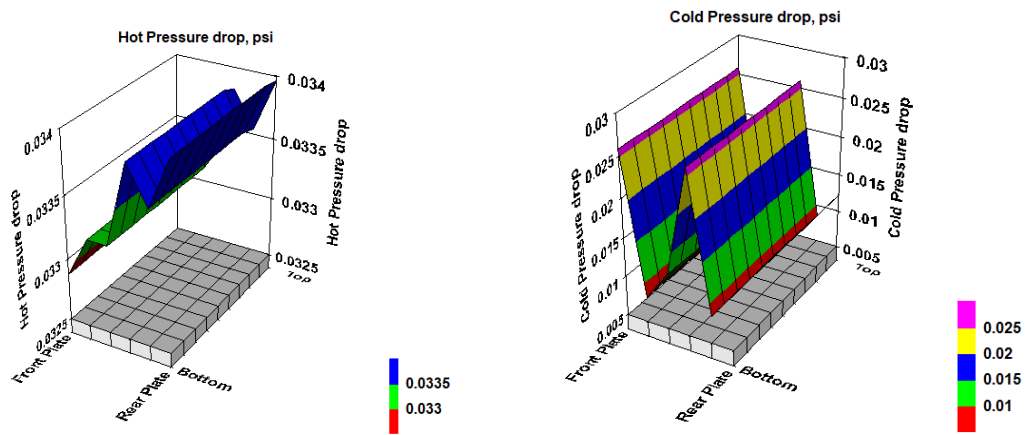 Hot Pressure drop, psi
0.034
0.0335
0.033
0.0325
Hot Pressure drop
0.034
0.0335
0.033
0.0325
Hot Pressure drop
Top
Front Plate
Rear Plate
Bottom
0.0335
0.033
Cold Pressure drop, psi
0.03
0.025
0.02
0.015
0.01
0.005
Cold Pressure drop
0.03
0.025
0.02
0.015
0.01
0.005
Cold Pressure drop
Top
Front Plate
Rear Plate
Bottom
0.025
0.02
0.015
0.01